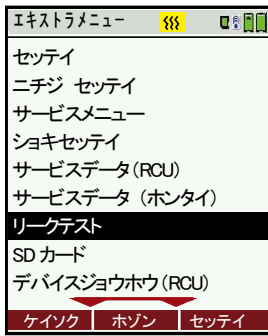 エキストラメニュー
セッテイ
ニチジ セッテイ
サービスメニュー
ショキセッテイ
サービスデータ(RCU)
サービスデータ (ホンタイ)
リークテスト
SD カード
デバイスジョウホウ(RCU)
ケイソク ホゾン セッテイ